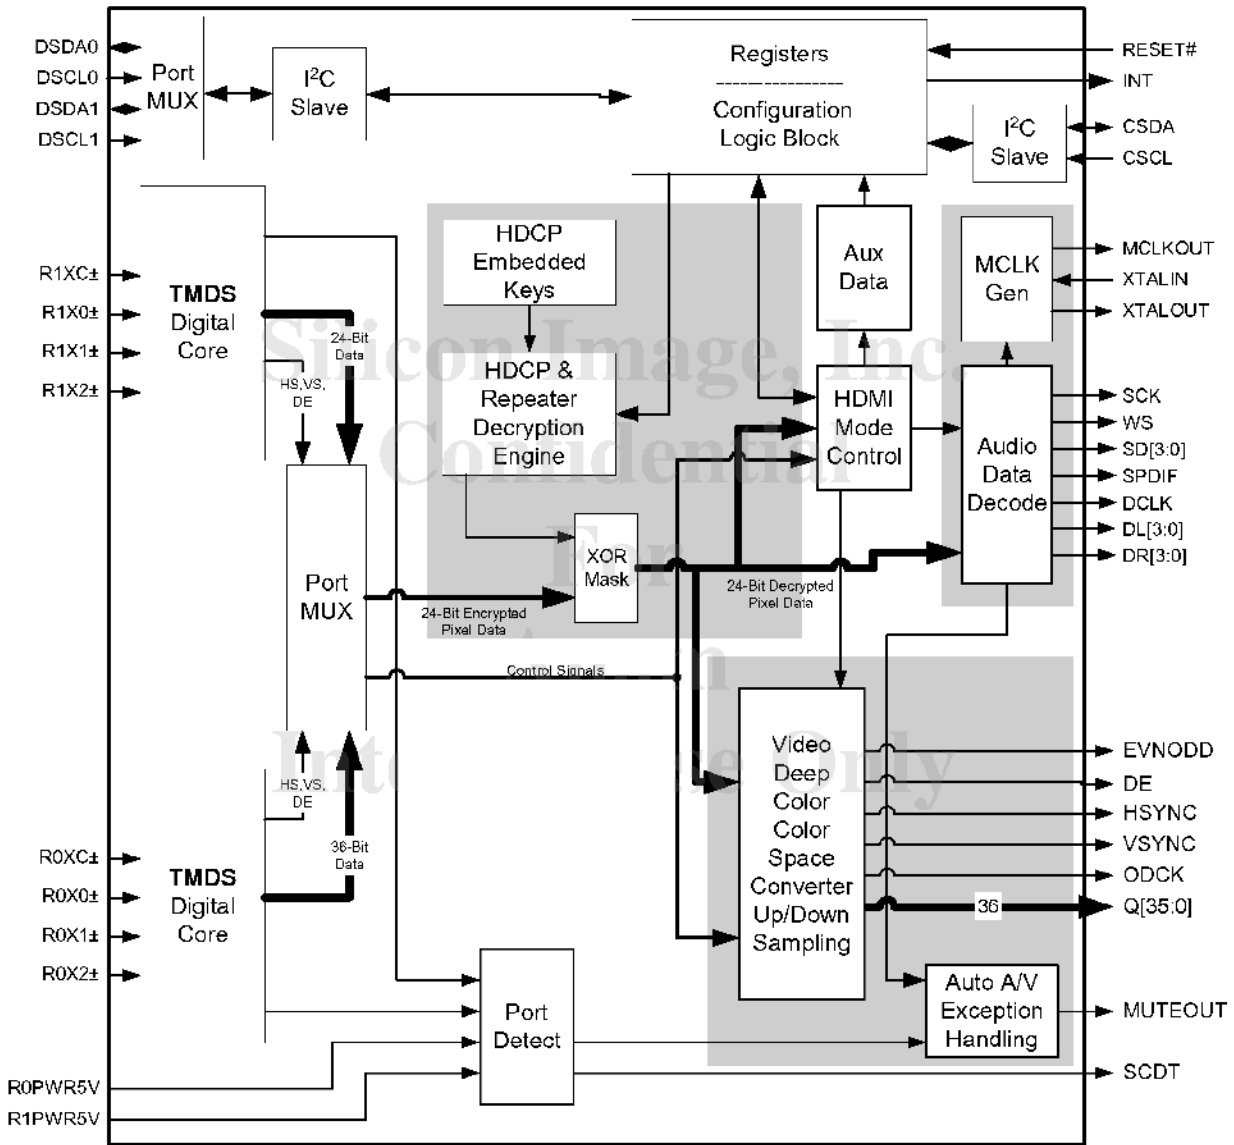 DSDA0
DSCL0
DSDA1
DSCL1
Port
MUX
I²C
Slave
Registers
Configuration
Logic Block
RESET#
INT
I²C
Slave
CSDA
CSCL
R1XC±
R1X0±
R1X1±
R1X2±
TMDS
Digital
Core
24-Bit
Data
HS,VS,
DE
HDCP
Embedded
Keys
HDCP &
Repeater
Decryption
Engine
XOR
Mask
Aux
Data
HDMI
Mode
Control
MCLK
Gen
MCLKOUT
XTALIN
XTALOUT
Audio
Data
Decode
SCK
WS
SD[3:0]
SPDIF
DCLK
DL[3:0]
DR[3:0]
Port
MUX
24-Bit Encrypted
Pixel Data
24-Bit Decrypted
Pixel Data
Control Signals
HS,VS,
DE
36-Bit
Data
R0XC±
R0X0±
R0X1±
R0X2±
TMDS
Digital
Core
Video
Deep
Color
Color
Space
Converter
Up/Down
Sampling
EVNODD
DE
HSYNC
VSYNC
ODCK
36
Q[35:0]
Port
Detect
Auto A/V
Exception
Handling
MUTEOUT
SCDT
R0PWR5V
R1PWR5V
Silicon Image, Inc.
Confidential
For
Only